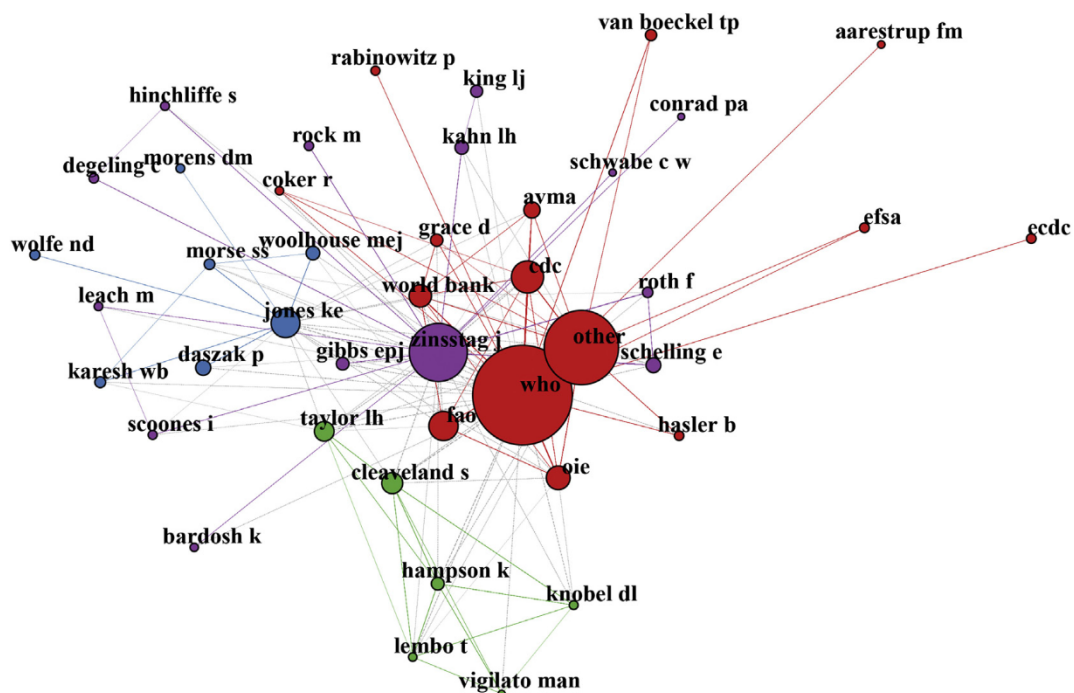 van boeckel tp
aarestrup fm
rabinowitz p
king lj
hinchliffe s
conrad pa
rock m
kahn lh
degeling c
morens dm
schwabe c w
coker r
avma
grace d
efsa
ecdc
wolfe nd
morse ss
woolhouse mej
cdc
world bank
roth f
leach m
jones ke
zinsstag j
other
karesh wb
daszak p
gibbs epj
schelling e
who
scoones i
taylor lh
fao
hasler b
cleaveland s
oie
bardosh k
hampson k
knobel dl
lembo t
vigilato man